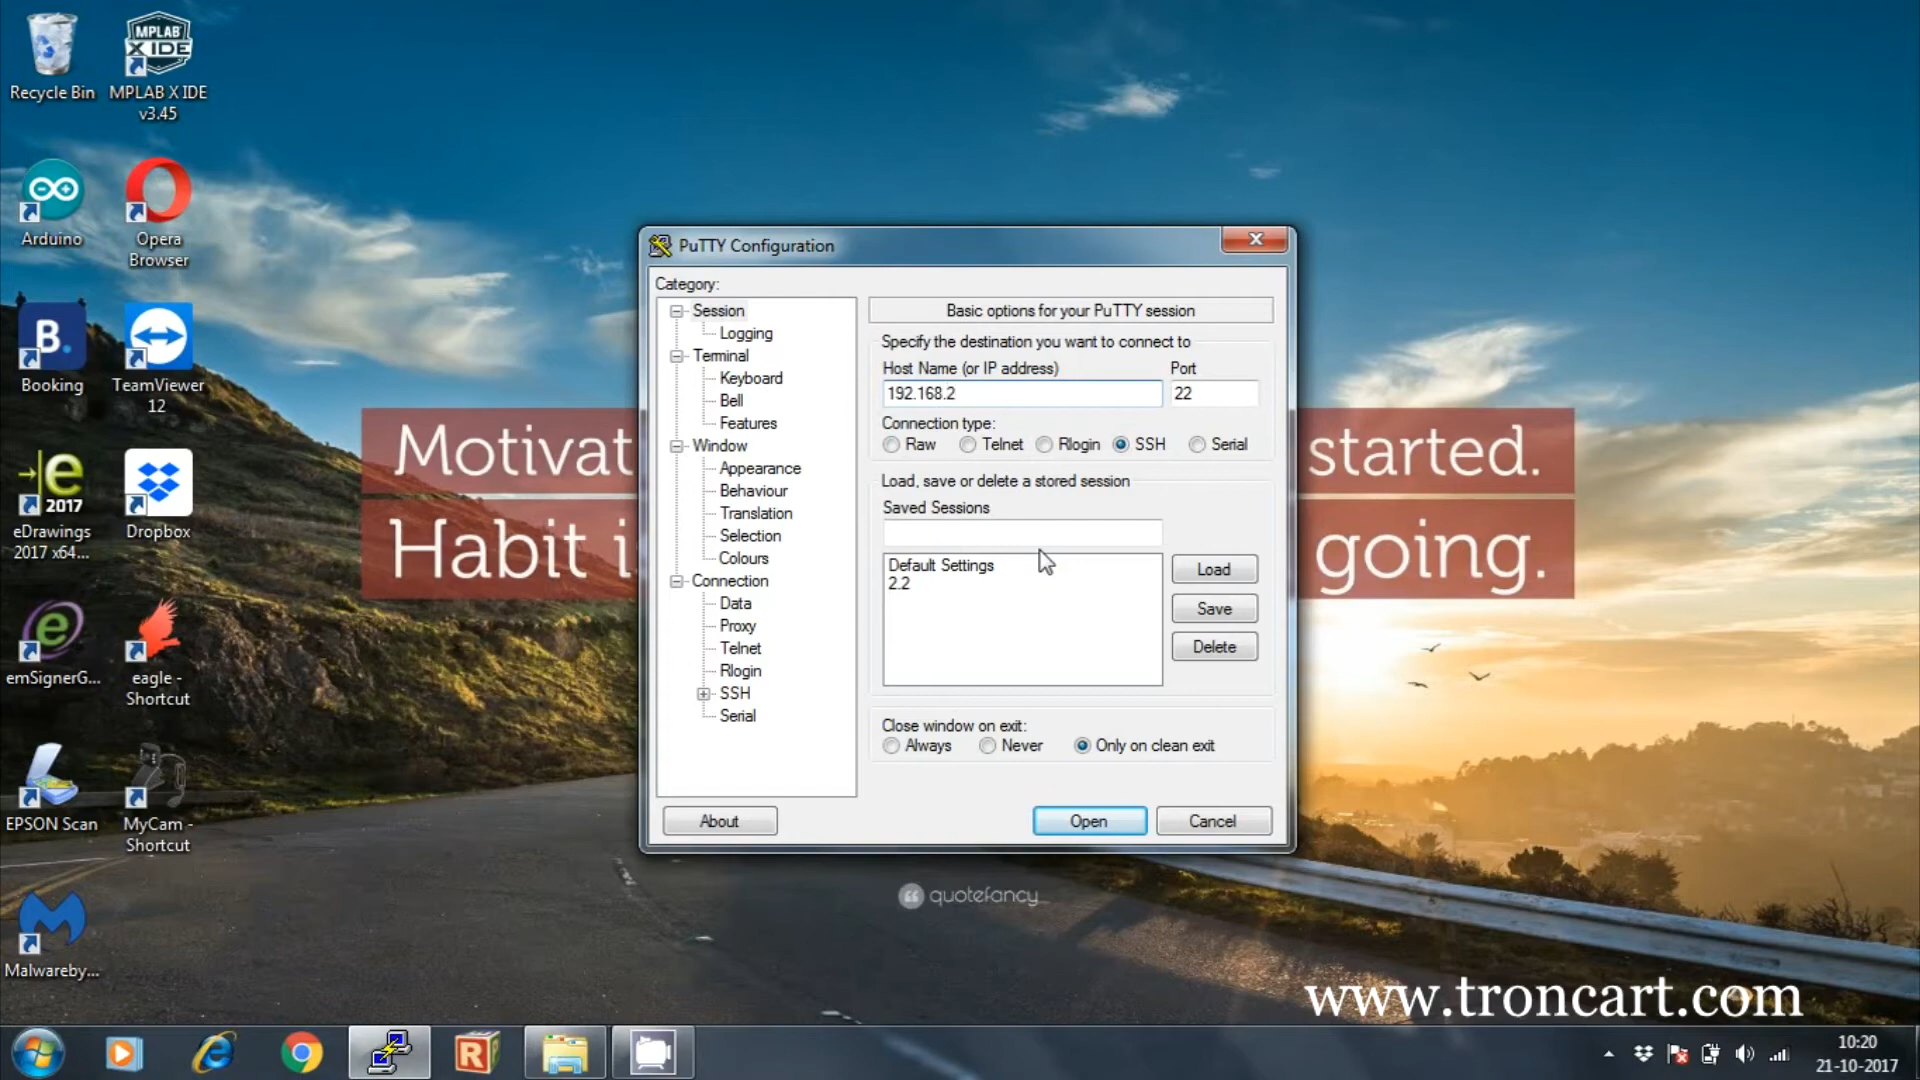 Recycle Bin
MPLAB X IDE
v3.45
MPLAB
X IDE
Arduino
Opera
Browser
B.
Booking
TeamViewer
12
e
2017
eDrawings
2017 x64...
Dropbox
emSignerG...
eagle -
Shortcut
EPSON Scan
MyCam -
Shortcut
Malwareby...
Motivat
started.
Habit i
going.
PuTTY Configuration
Category:
Session
Logging
Terminal
Keyboard
Bell
Features
Window
Appearance
Behaviour
Translation
Selection
Colours
Connection
Data
Proxy
Telnet
Rlogin
SSH
Serial
Basic options for your PuTTY session
Specify the destination you want to connect to
Host Name (or IP address) Port
192.168.2 22
Connection type:
Raw Telnet Rlogin SSH Serial
Load, save or delete a stored session
Saved Sessions
Default Settings
2.2
Load
Save
Delete
Close window on exit:
Always Never Only on clean exit
About Open Cancel
quotefancy
www.troncart.com
R
10:20
21-10-2017